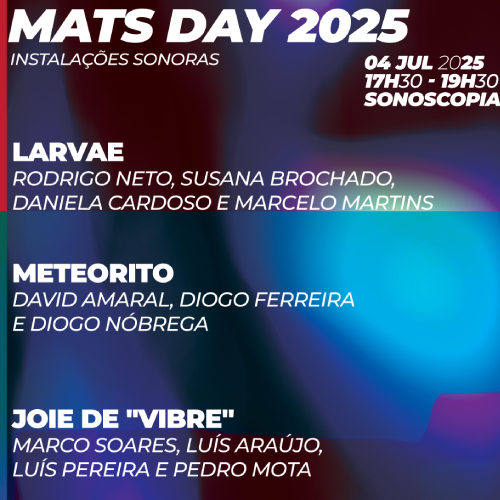 MATS DAY 2025
INSTALAÇÕES SONORAS
04 JUL 2025
17H30 - 19H30
SONOSCOPIA
LARVAE
RODRIGO NETO, SUSANA BROCHADO,
DANIELA CARDOSO E MARCELO MARTINS
METEORITO
DAVID AMARAL, DIOGO FERREIRA
E DIOGO NÓBREGA
JOIE DE "VIBRE"
MARCO SOARES, LUÍS ARAÚJO,
LUÍS PEREIRA E PEDRO MOTA